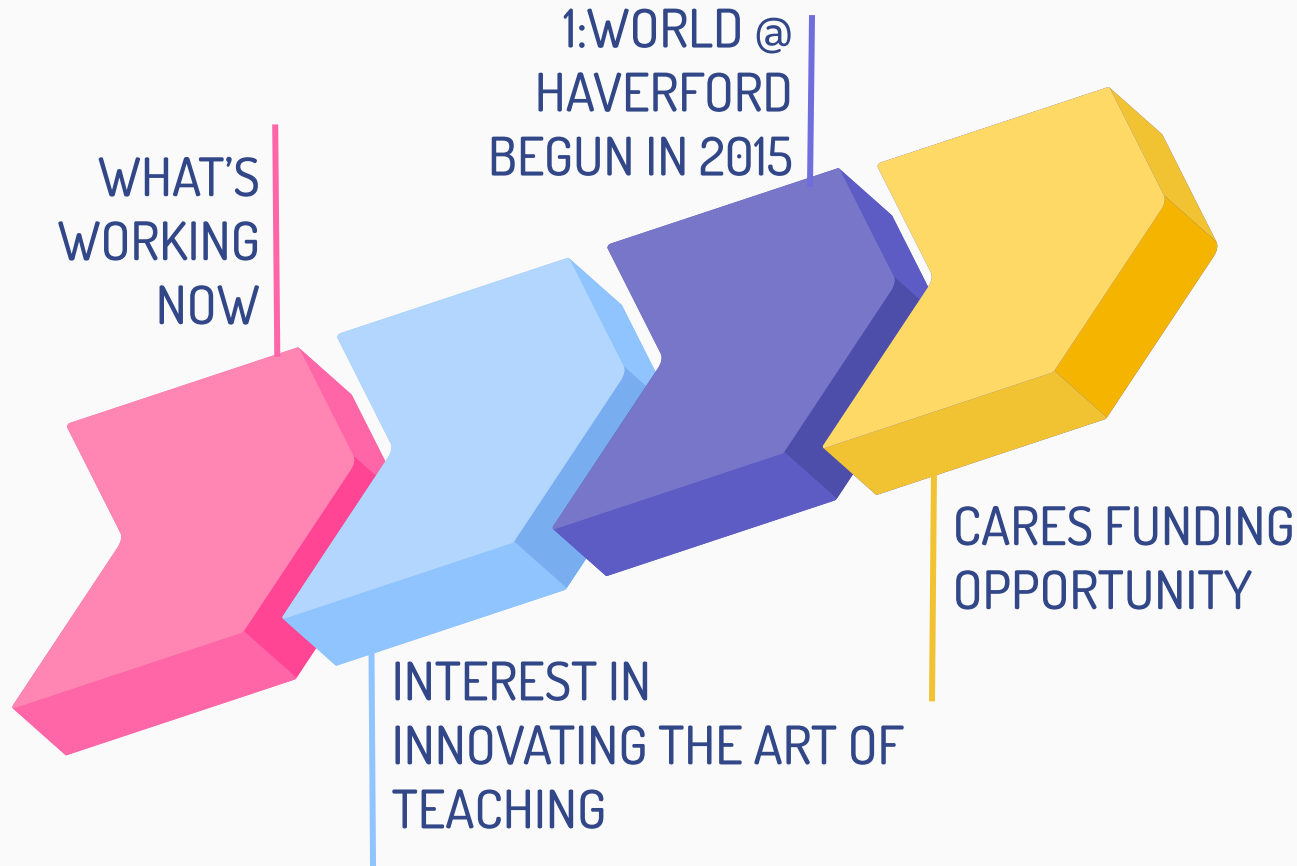 WHAT'S
WORKING
NOW
INTEREST IN
INNOVATING THE ART OF
TEACHING
1:WORLD @
HAVERFORD
BEGUN IN 2015
CARES FUNDING
OPPORTUNITY